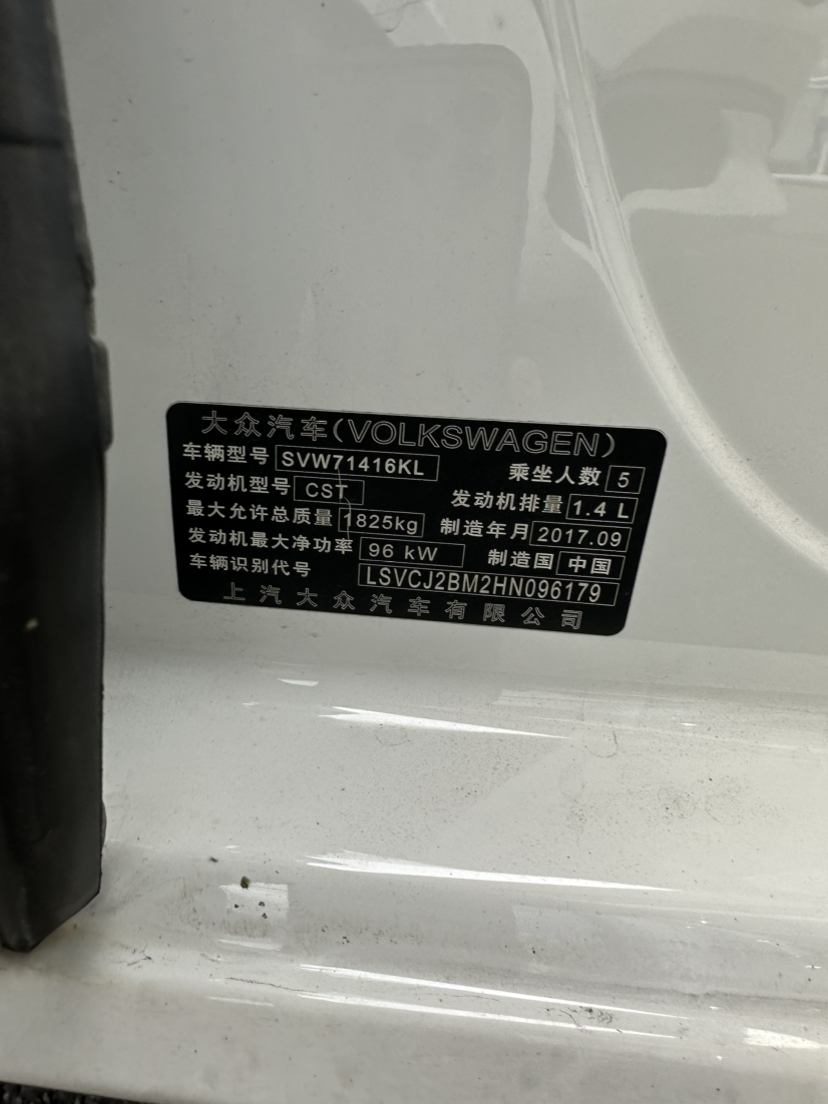 大众汽车(VOLKSWAGEN)
车辆型号 SVW71416KL 乘坐人数 5
发动机型号 CST 发动机排量 1.4 L
最大允许总质量 1825kg 制造年月 2017.09
发动机最大净功率 96 kW 制造国 中国
车辆识别代号 LSVCJ2BM2HN096179
上汽大众汽车有限公司